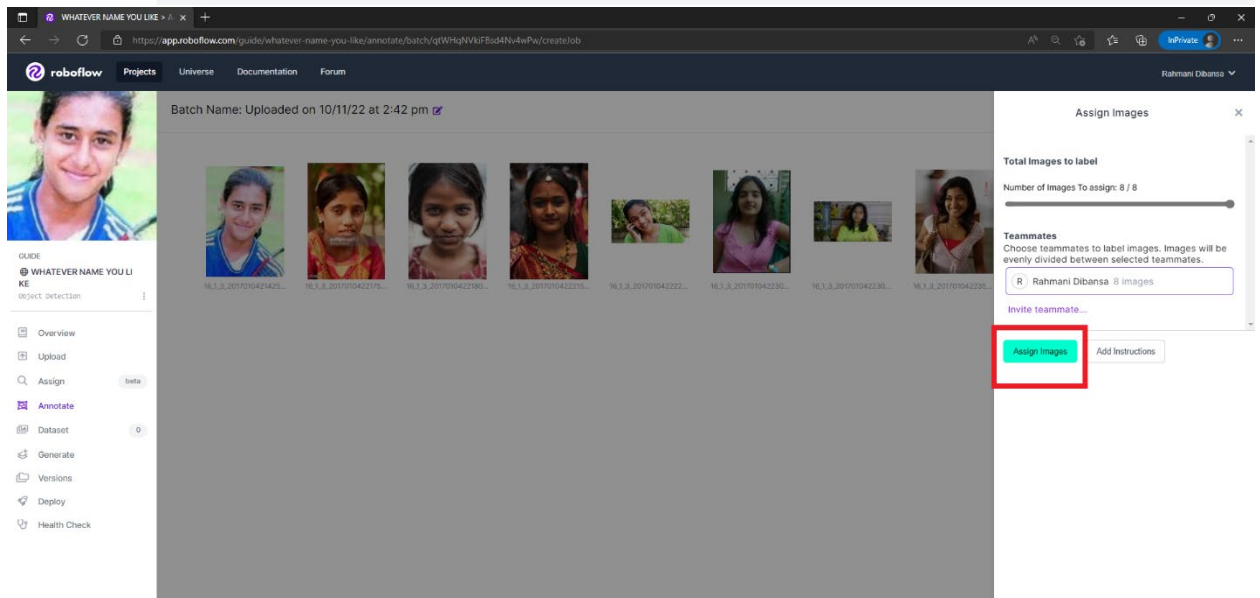 WHATEVER NAME YOU LIKE > A
https://app.roboflow.com/guide/whatever-name-you-like/annotate/batch/qtWHqNVkiFBsd4Nv4wPw/createJob
InPrivate
roboflow Projects Universe Documentation Forum
Rahmani Dibansa
Batch Name: Uploaded on 10/11/22 at 2:42 pm
Assign Images
Total Images to label
Number of Images To assign: 8 / 8
Teammates
Choose teammates to label images. Images will be
evenly divided between selected teammates.
R Rahmani Dibansa 8 images
Invite teammate...
Assign Images Add Instructions
16_1_3_201701042222... 16_1_3_201701042230... 16_1_3_201701042230... 16_1_3_201701042238...
GUIDE
WHATEVER NAME YOU LI
KE
Object Detection
Overview
Upload
Assign beta
Annotate
Dataset 0
Generate
Versions
Deploy
Health Check